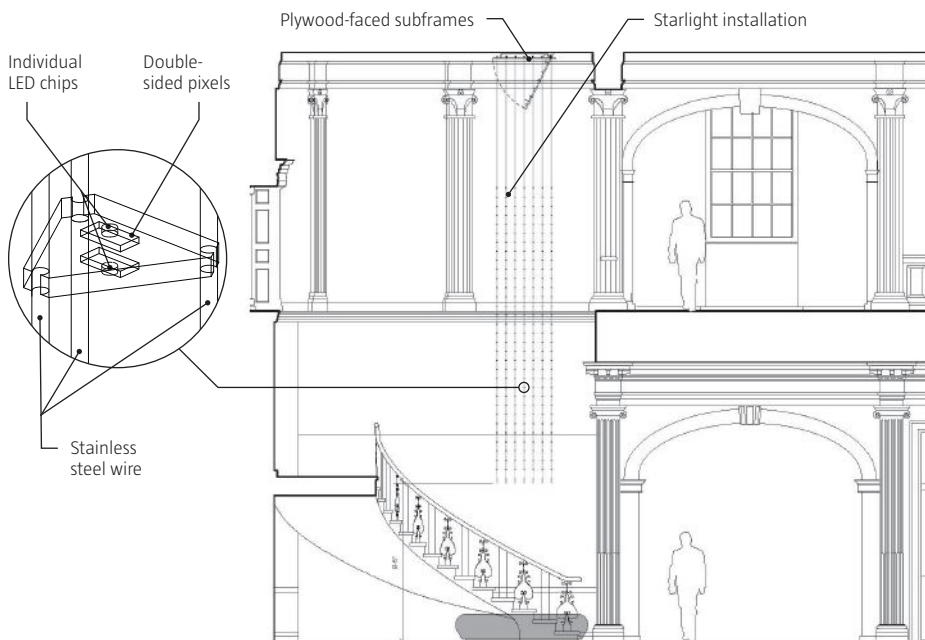 Plywood-faced subframes
Starlight installation
Individual
LED chips
Double-
sided pixels
Stainless
steel wire